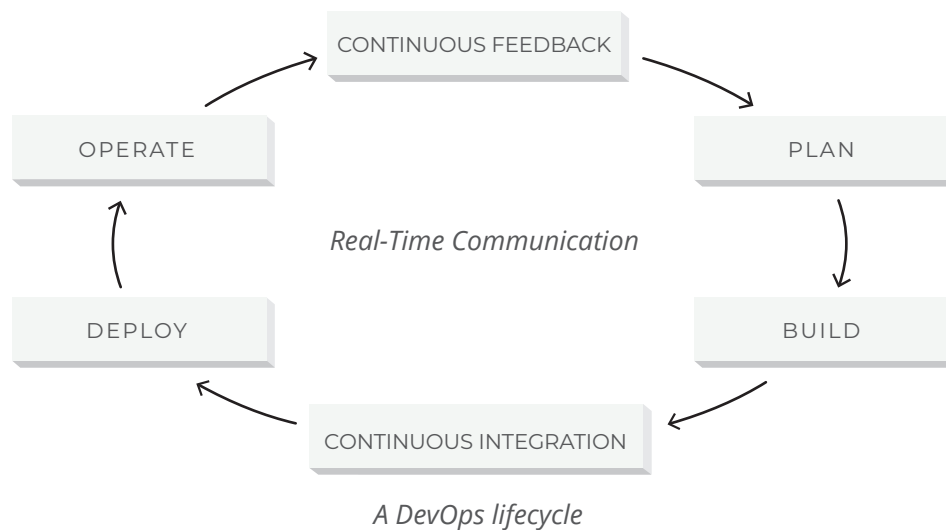 CONTINUOUS FEEDBACK
OPERATE
PLAN
Real-Time Communication
DEPLOY
BUILD
CONTINUOUS INTEGRATION
A DevOps lifecycle